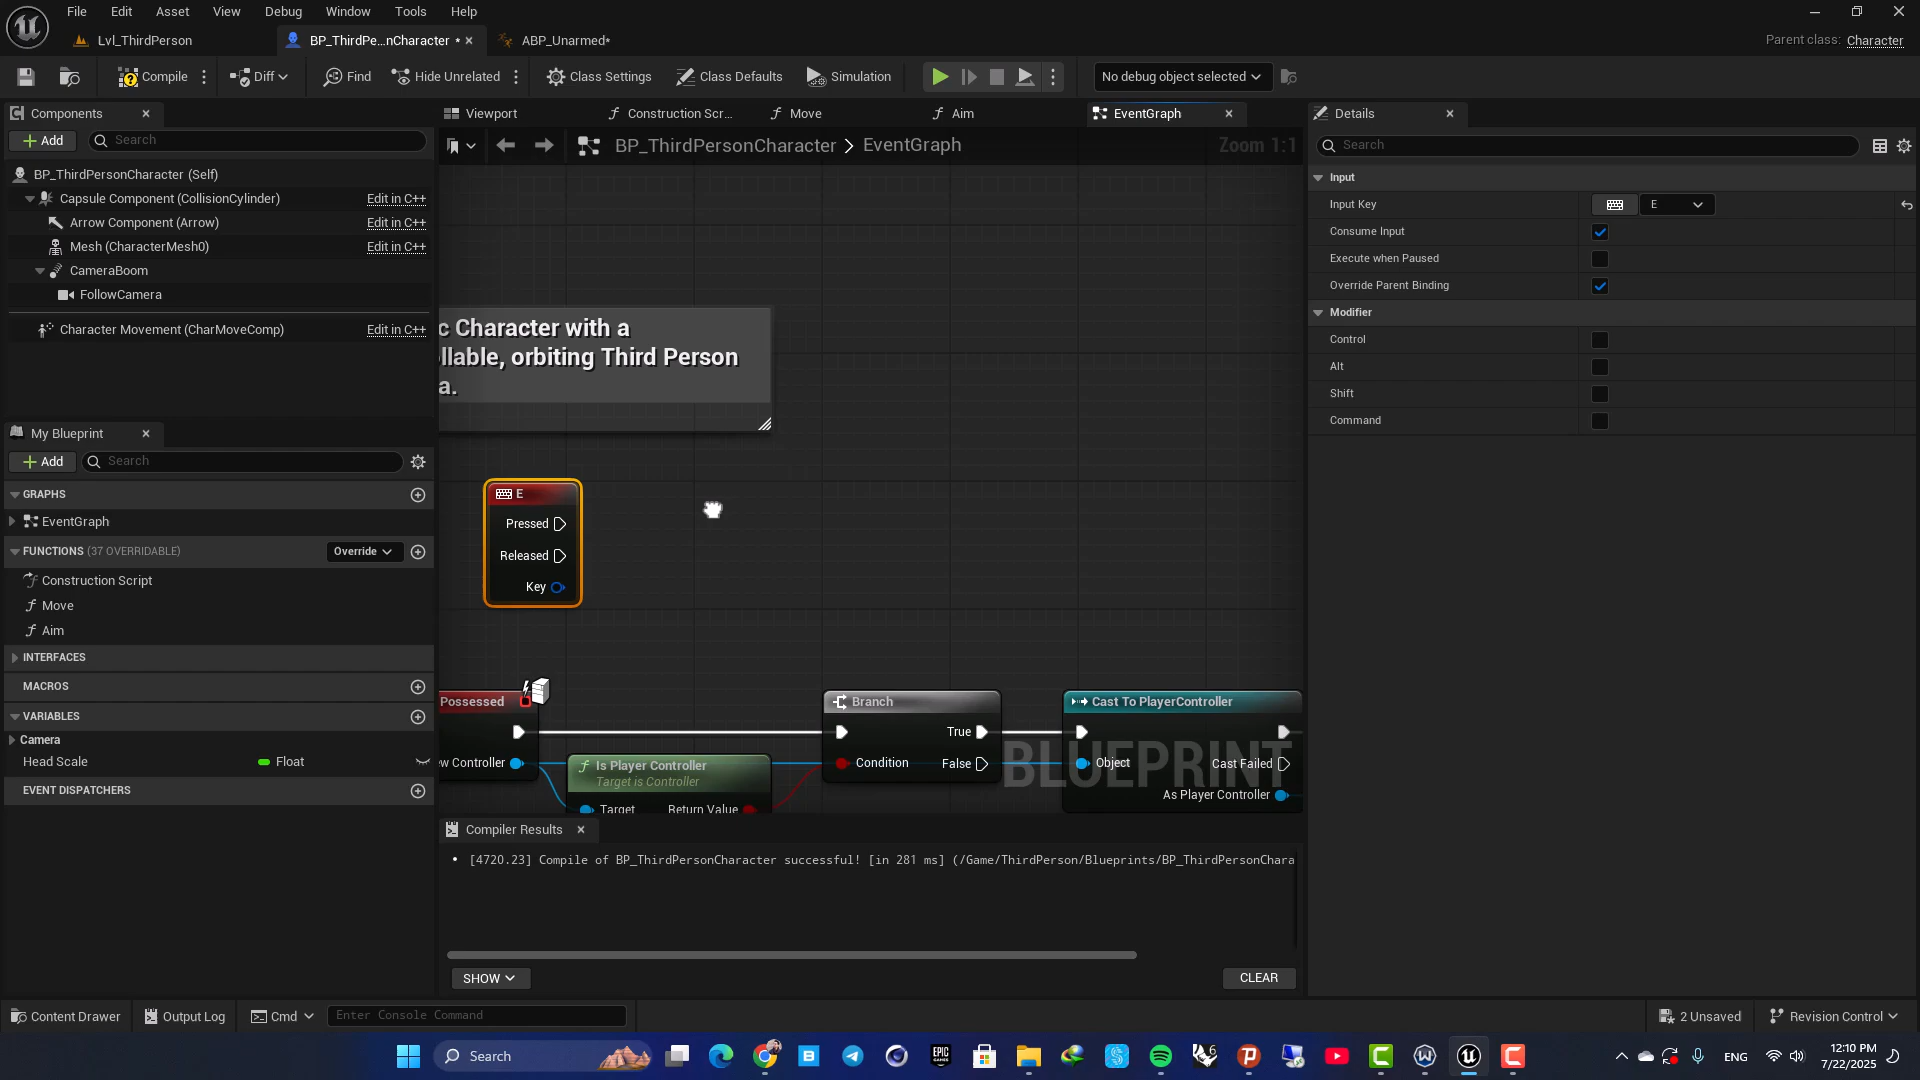 File Edit Asset View Debug Window Tools Help
Lvl_ThirdPerson
BP_ThirdPe...nCharacter *
ABP_Unarmed*
Parent class: Character
Compile
Diff
Find
Hide Unrelated
Class Settings
Class Defaults
Simulation
No debug object selected
Components
Add
Search
BP_ThirdPersonCharacter (Self)
Capsule Component (CollisionCylinder) Edit in C++
Arrow Component (Arrow) Edit in C++
Mesh (CharacterMesh0) Edit in C++
CameraBoom
FollowCamera
Character Movement (CharMoveComp) Edit in C++
My Blueprint
Add
Search
GRAPHS
EventGraph
FUNCTIONS (37 OVERRIDABLE) Override
Construction Script
Move
Aim
INTERFACES
MACROS
VARIABLES
Camera
Head Scale Float
EVENT DISPATCHERS
Viewport
Construction Scr...
Move
Aim
EventGraph
BP_ThirdPersonCharacter > EventGraph
Zoom 1:1
c Character with a
llable, orbiting Third Person
a.
E
Pressed
Released
Key
Possessed
ew Controller
Is Player Controller
Target is Controller
Target Return Value
Branch
True
Condition False
Cast To PlayerController
Object Cast Failed
As Player Controller
BLUEPRINT
Compiler Results
• [4720.23] Compile of BP_ThirdPersonCharacter successful! [in 281 ms] (/Game/ThirdPerson/Blueprints/BP_ThirdPersonChara
SHOW
CLEAR
Details
Search
Input
Input Key E
Consume Input
Execute when Paused
Override Parent Binding
Modifier
Control
Alt
Shift
Command
Content Drawer
Output Log
Cmd
Enter Console Command
2 Unsaved
Revision Control
Search
EPIC
GAMES
6
ENG
12:10 PM
7/22/2025